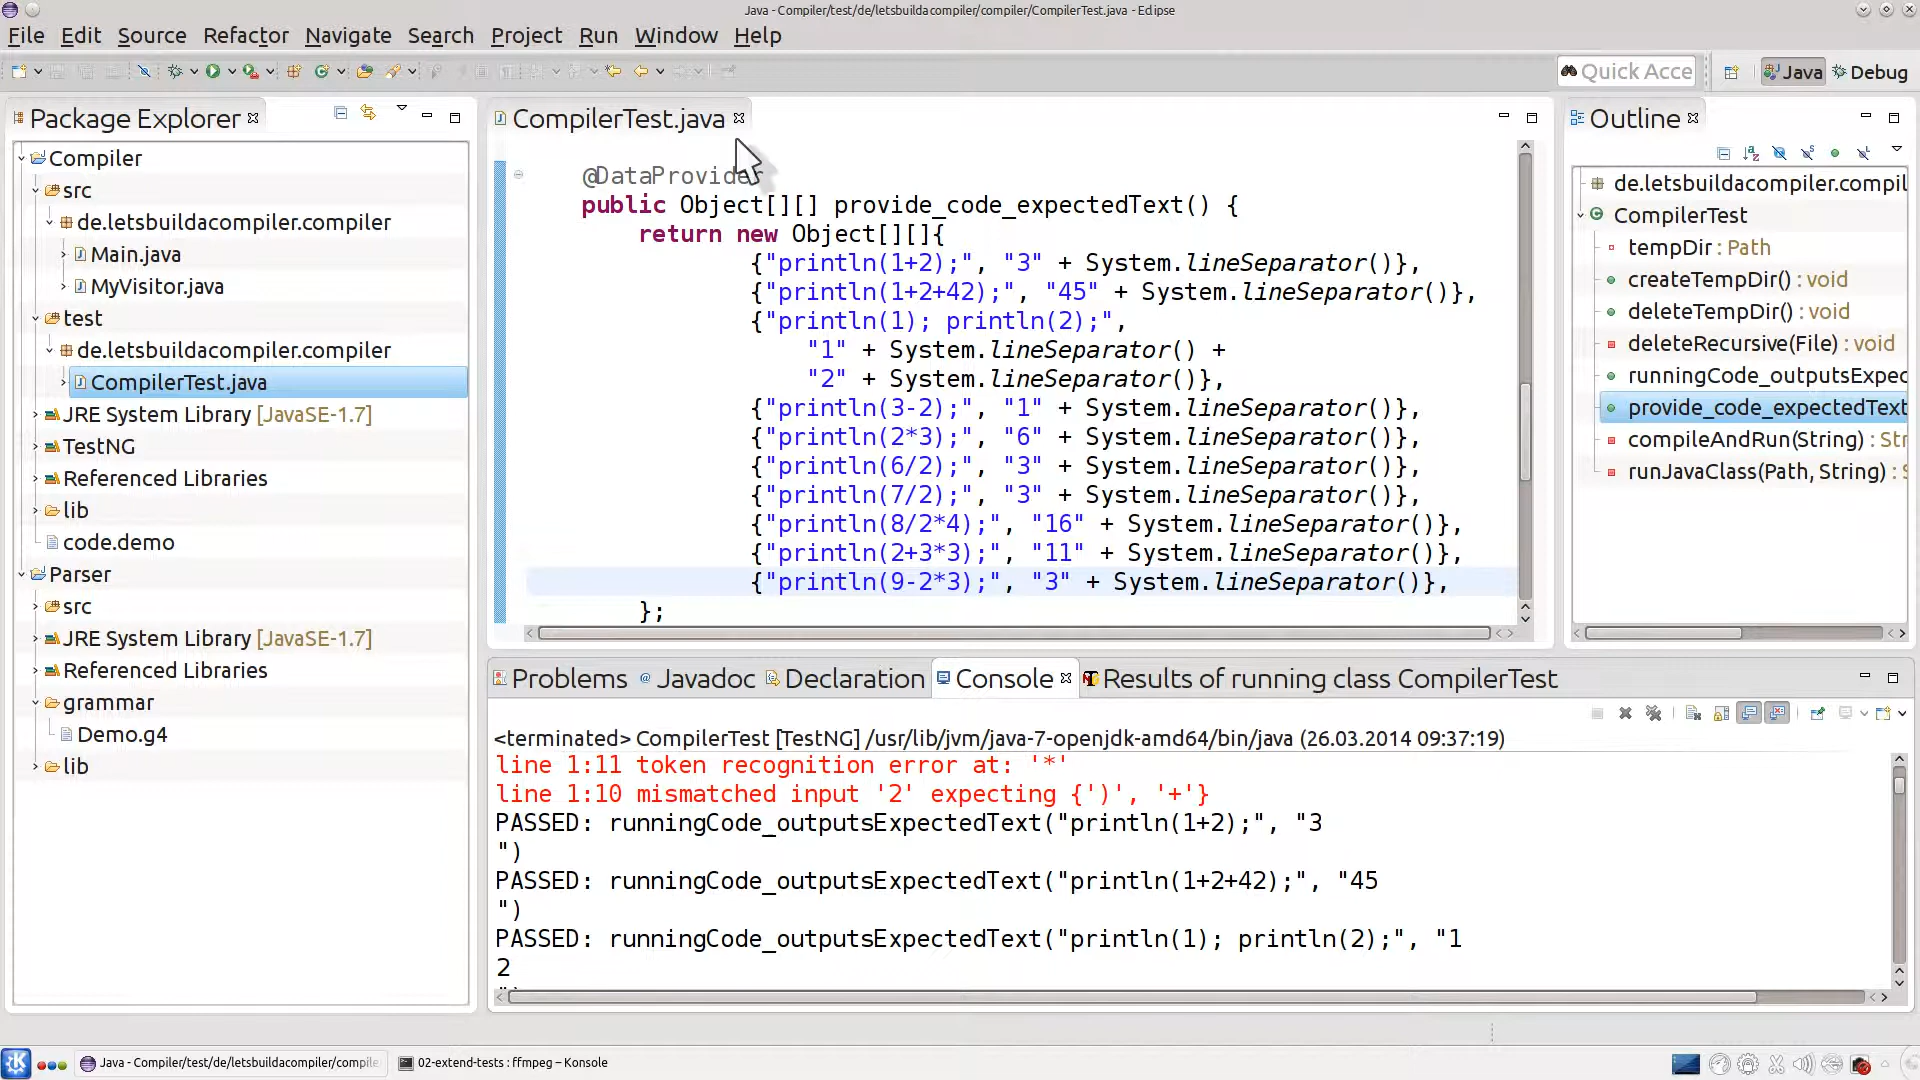 Java - Compiler/test/de/letsbuildacompiler/compiler/CompilerTest.java - Eclipse
File Edit Source Refactor Navigate Search Project Run Window Help
Quick Acce
Java
Debug
Package Explorer
Compiler
src
de.letsbuildacompiler.compiler
Main.java
MyVisitor.java
test
de.letsbuildacompiler.compiler
CompilerTest.java
JRE System Library [JavaSE-1.7]
TestNG
Referenced Libraries
lib
code.demo
Parser
src
JRE System Library [JavaSE-1.7]
Referenced Libraries
grammar
Demo.g4
lib
CompilerTest.java
@DataProvider
public Object[][] provide_code_expectedText() {
return new Object[][]{
{"println(1+2);", "3" + System.lineSeparator()},
{"println(1+2+42);", "45" + System.lineSeparator()},
{"println(1); println(2);",
"1" + System.lineSeparator() +
"2" + System.lineSeparator()},
{"println(3-2);", "1" + System.lineSeparator()},
{"println(2*3);", "6" + System.lineSeparator()},
{"println(6/2);", "3" + System.lineSeparator()},
{"println(7/2);", "3" + System.lineSeparator()},
{"println(8/2*4);", "16" + System.lineSeparator()},
{"println(2+3*3);", "11" + System.lineSeparator()},
{"println(9-2*3);", "3" + System.lineSeparator()},
};
Outline
de.letsbuildacompiler.compil
CompilerTest
tempDir : Path
createTempDir() : void
deleteTempDir() : void
deleteRecursive(File) : void
runningCode_outputsExpec
provide_code_expectedText
compileAndRun(String) : Str
runJavaClass(Path, String) : S
Problems Javadoc Declaration Console Results of running class CompilerTest
<terminated> CompilerTest [TestNG] /usr/lib/jvm/java-7-openjdk-amd64/bin/java (26.03.2014 09:37:19)
line 1:11 token recognition error at: '*'
line 1:10 mismatched input '2' expecting {')', '+'}
PASSED: runningCode_outputsExpectedText("println(1+2);", "3
")
PASSED: runningCode_outputsExpectedText("println(1+2+42);", "45
")
PASSED: runningCode_outputsExpectedText("println(1); println(2);", "1
2
Java - Compiler/test/de/letsbuildacompiler/compile
02-extend-tests : ffmpeg – Konsole